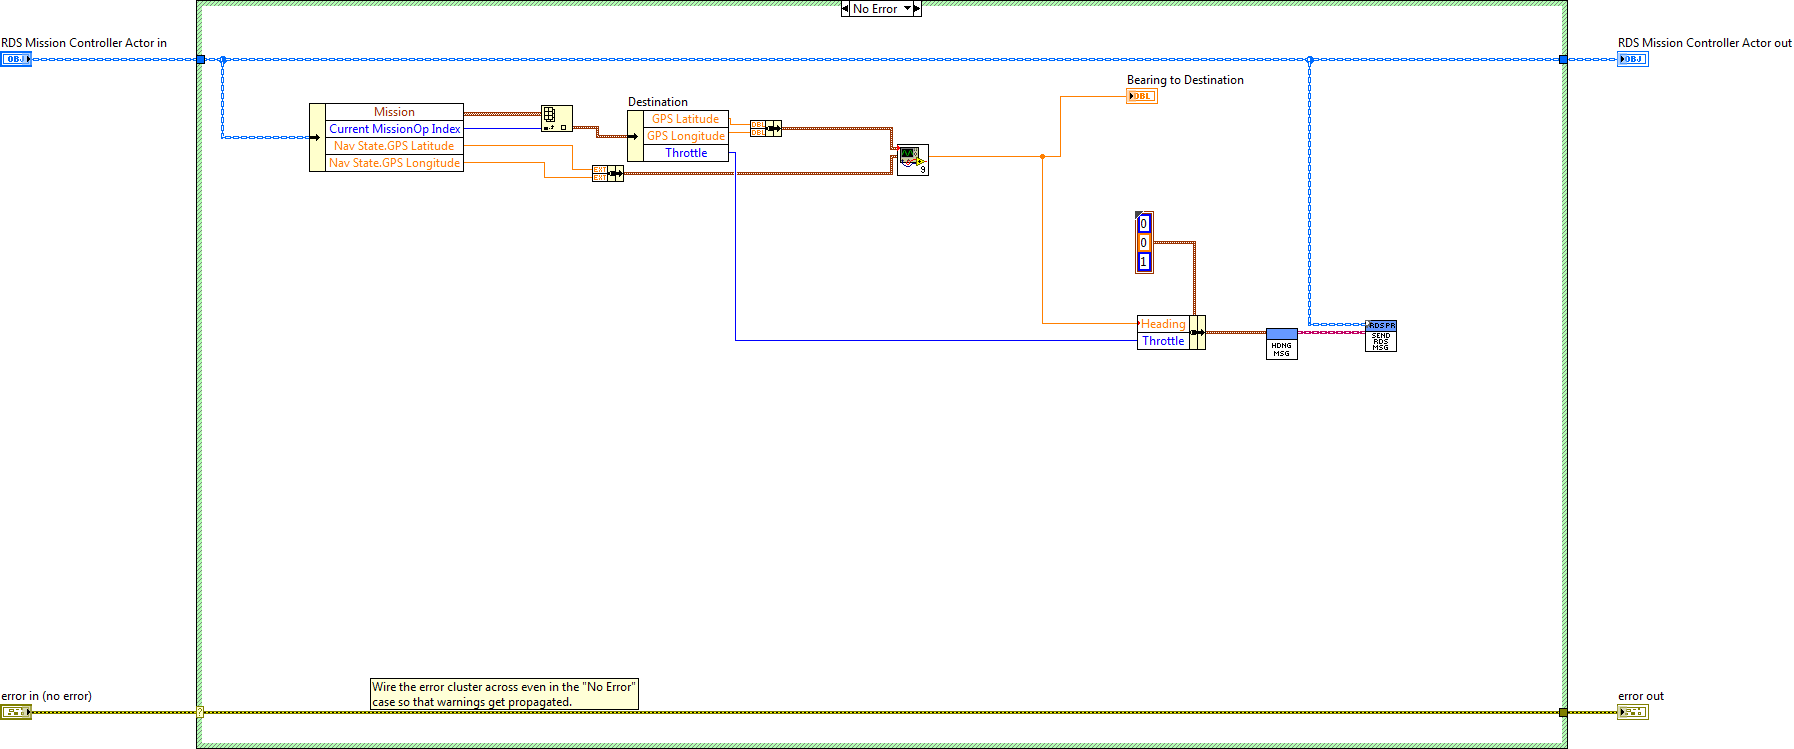 No Error
RDS Mission Controller Actor in
RDS Mission Controller Actor out
OBJ
OBJ
Bearing to Destination
DBL
Destination
Mission
Current MissionOp Index
Nav State.GPS Latitude
Nav State.GPS Longitude
GPS Latitude
GPS Longitude
Throttle
DBL
DBL
EXT
EXT
9
0
0
1
Heading
Throttle
HDNG
MSG
RDS PR
SEND
RDS
MSG
Wire the error cluster across even in the "No Error"
case so that warnings get propagated.
error in (no error)
error out
?